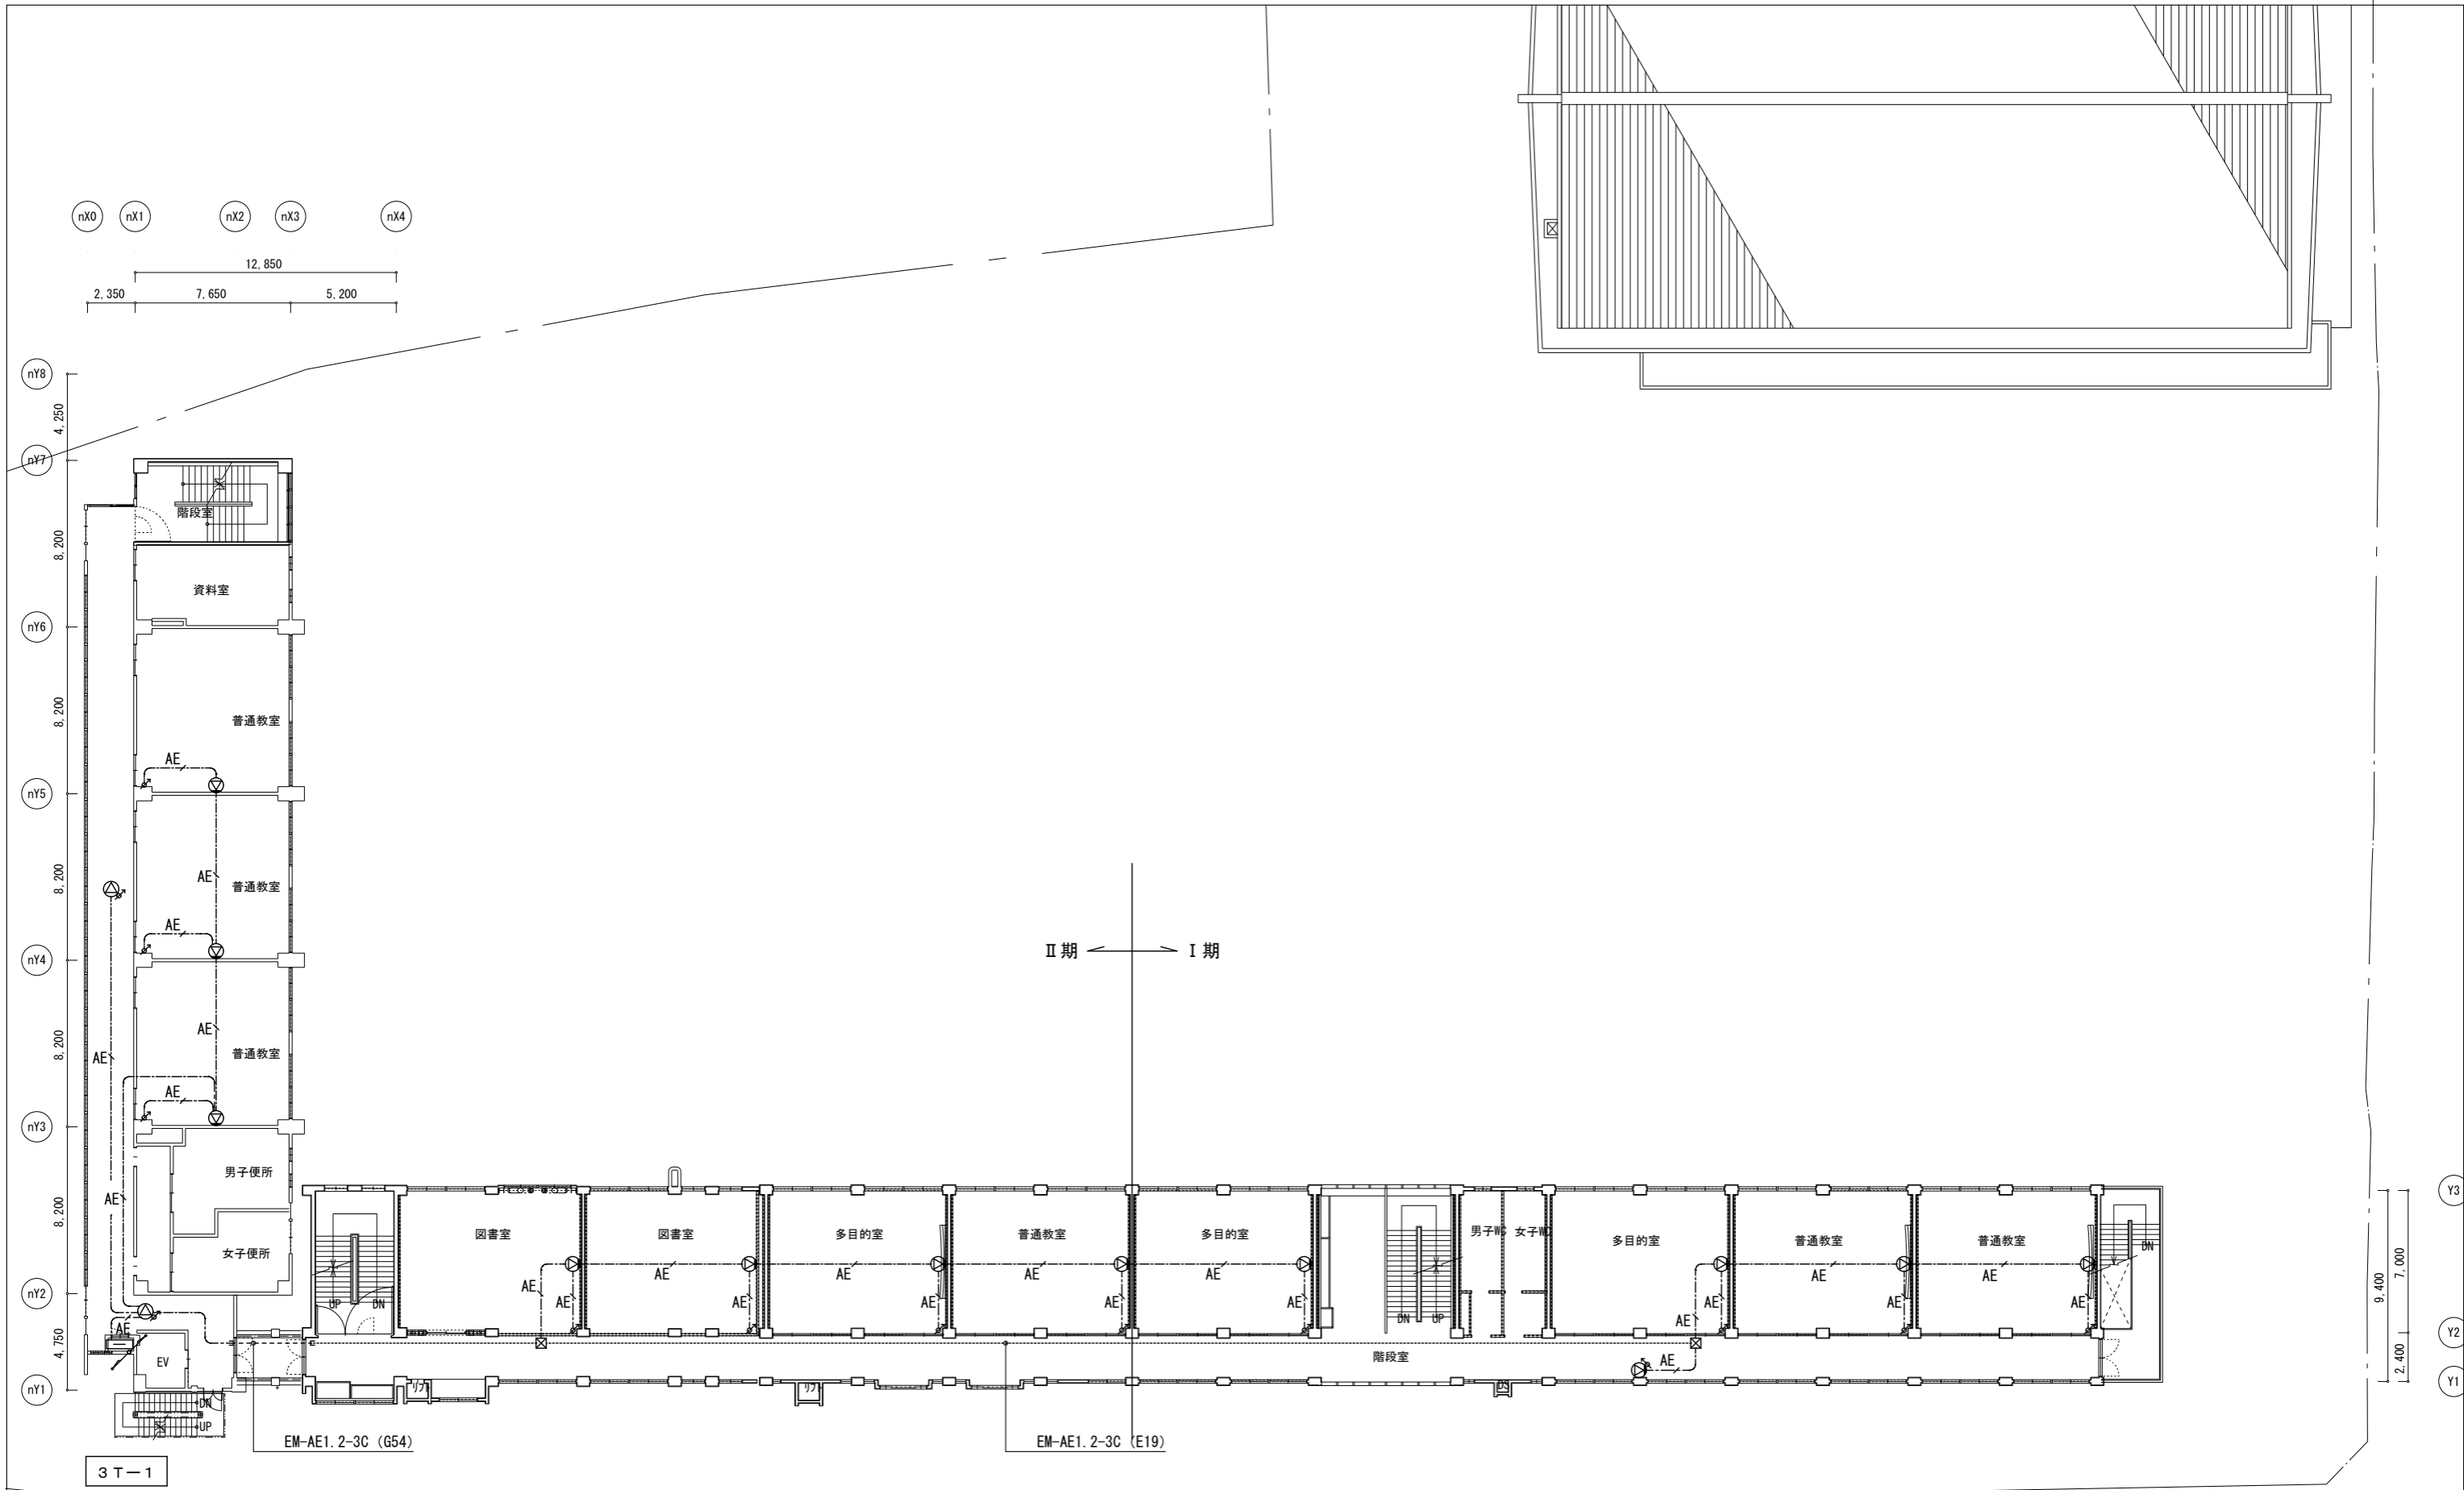 nX0 nX1 nX2 nX3 nX4
12,850
2,350 7,650 5,200
nY8
4,250
nY7
階段室
8,200
資料室
nY6
8,200
普通教室
AE
nY5
8,200
AE
普通教室
AE
nY4
8,200
AE
普通教室
AE
AE
nY3
男子便所
AE
8,200
女子便所
nY2
AE
4,750
EV
nY1
DN
UP
Ⅱ期
Ⅰ期
図書室
図書室
多目的室
普通教室
多目的室
男子WC
女子WC
多目的室
普通教室
普通教室
UP DN
AE AE
AE AE
AE AE
AE AE
AE AE
DN UP
AE AE
AE AE
AE AE
DN
階段室
AE
リフト
リフト
DS
Y3
7,000
9,400
Y2
2,400
Y1
EM-AE1.2-3C (G54)
EM-AE1.2-3C (E19)
3T-1